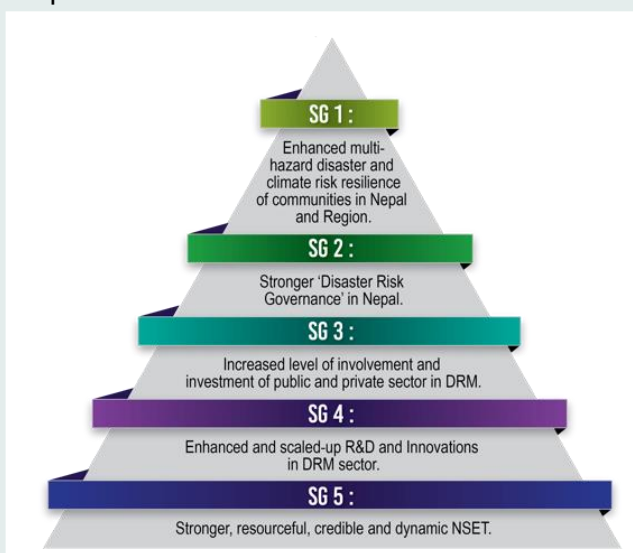 SG 1 :
Enhanced multi-
hazard disaster and
climate risk resilience
of communities in Nepal
and Region.
SG 2 :
Stronger ‘Disaster Risk
Governance’ in Nepal.
SG 3 :
Increased level of involvement and
investment of public and private sector in DRM.
SG 4 :
Enhanced and scaled-up R&D and Innovations
in DRM sector.
SG 5 :
Stronger, resourceful, credible and dynamic NSET.